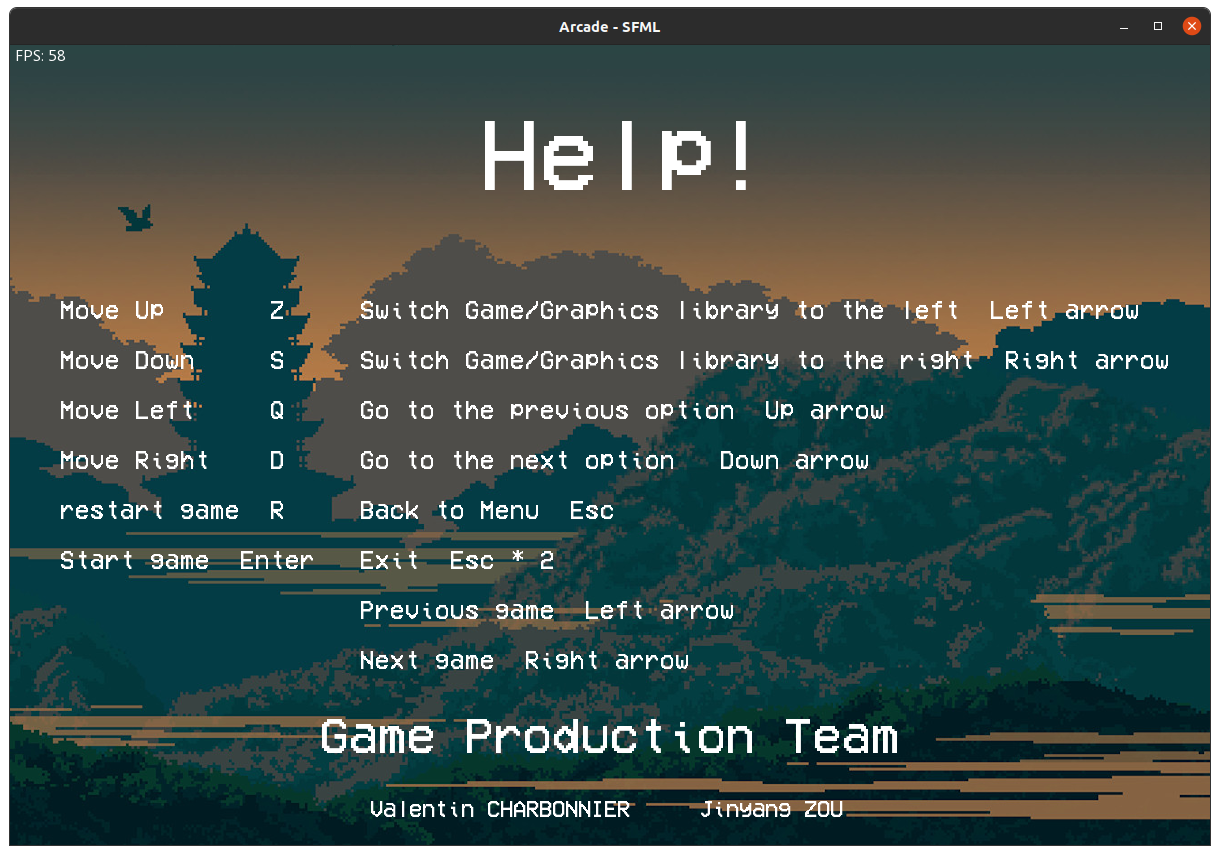 Arcade - SFML
FPS: 58
Help!
Move Up Z Switch Game/Graphics library to the left Left arrow
Move Down S Switch Game/Graphics library to the right Right arrow
Move Left Q Go to the previous option Up arrow
Move Right D Go to the next option Down arrow
restart game R Back to Menu Esc
Start game Enter Exit Esc * 2
Previous game Left arrow
Next game Right arrow
Game Production Team
Valentin CHARBONNIER Jinyang ZOU